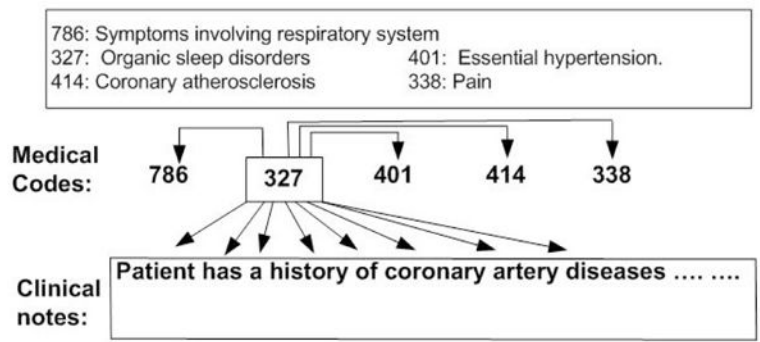 786: Symptoms involving respiratory system
327: Organic sleep disorders 401: Essential hypertension.
414: Coronary atherosclerosis 338: Pain
Medical
Codes:
786 327 401 414 338
Patient has a history of coronary artery diseases .... ....
Clinical
notes: